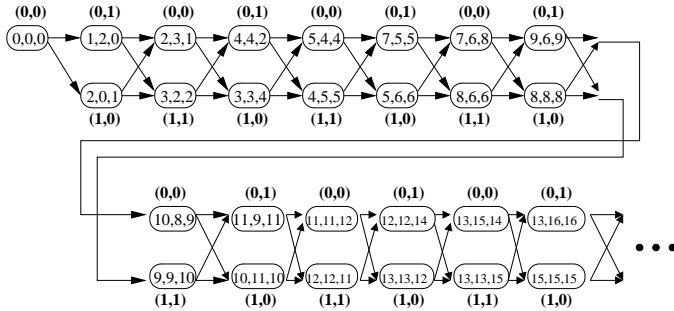 (0,0) (0,1) (0,0) (0,1) (0,0) (0,1) (0,0) (0,1)
0,0,0 1,2,0 2,3,1 4,4,2 5,4,4 7,5,5 7,6,8 9,6,9
2,0,1 3,2,2 3,3,4 4,5,5 5,6,6 8,6,6 8,8,8
(1,0) (1,1) (1,0) (1,1) (1,0) (1,1) (1,0)
(0,0) (0,1) (0,0) (0,1) (0,0) (0,1)
10,8,9 11,9,11 11,11,12 12,12,14 13,15,14 13,16,16
9,9,10 10,11,10 12,12,11 13,13,12 13,13,15 15,15,15
(1,1) (1,0) (1,1) (1,0) (1,1) (1,0)